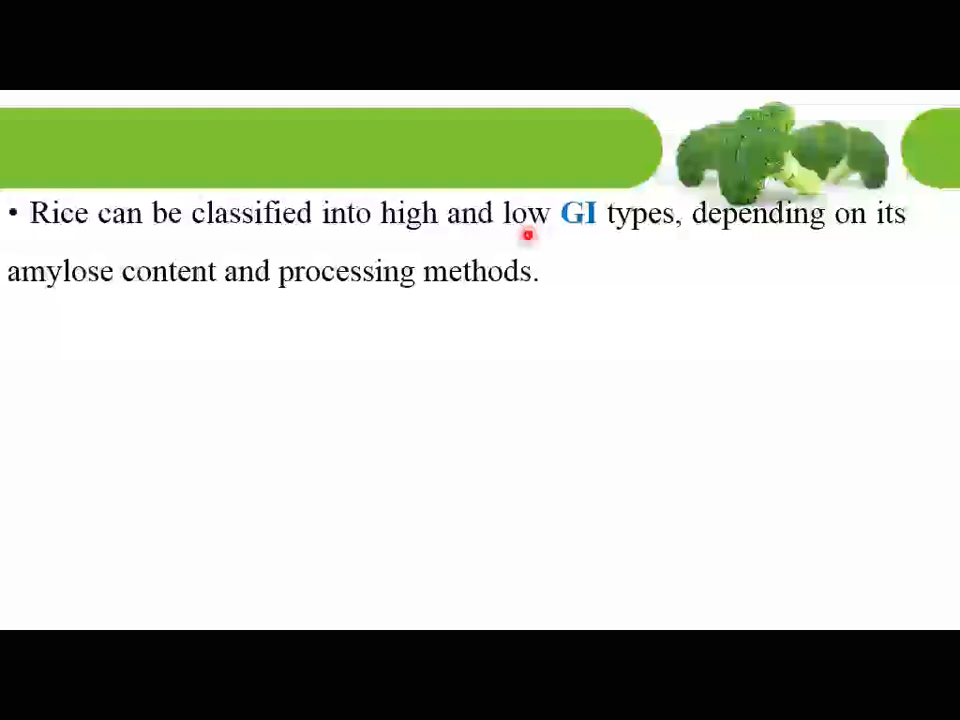 • Rice can be classified into high and low GI types, depending on its
amylose content and processing methods.